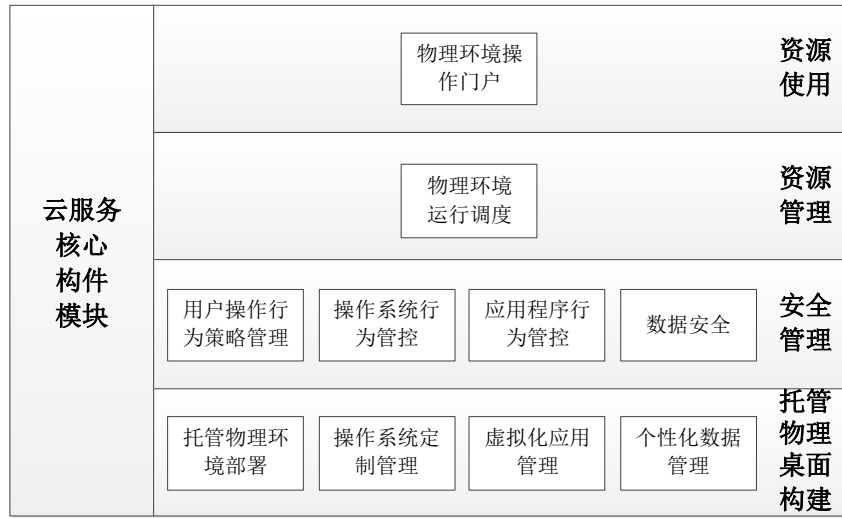 云服务
核心
构件
模块
物理环境操
作门户
资源
使用
物理环境
运行调度
资源
管理
用户操作行
为策略管理
操作系统行
为管控
应用程序行
为管控
数据安全
安全
管理
托管物理环
境部署
操作系统定
制管理
虚拟化应用
管理
个性化数据
管理
托管
物理
桌面
构建